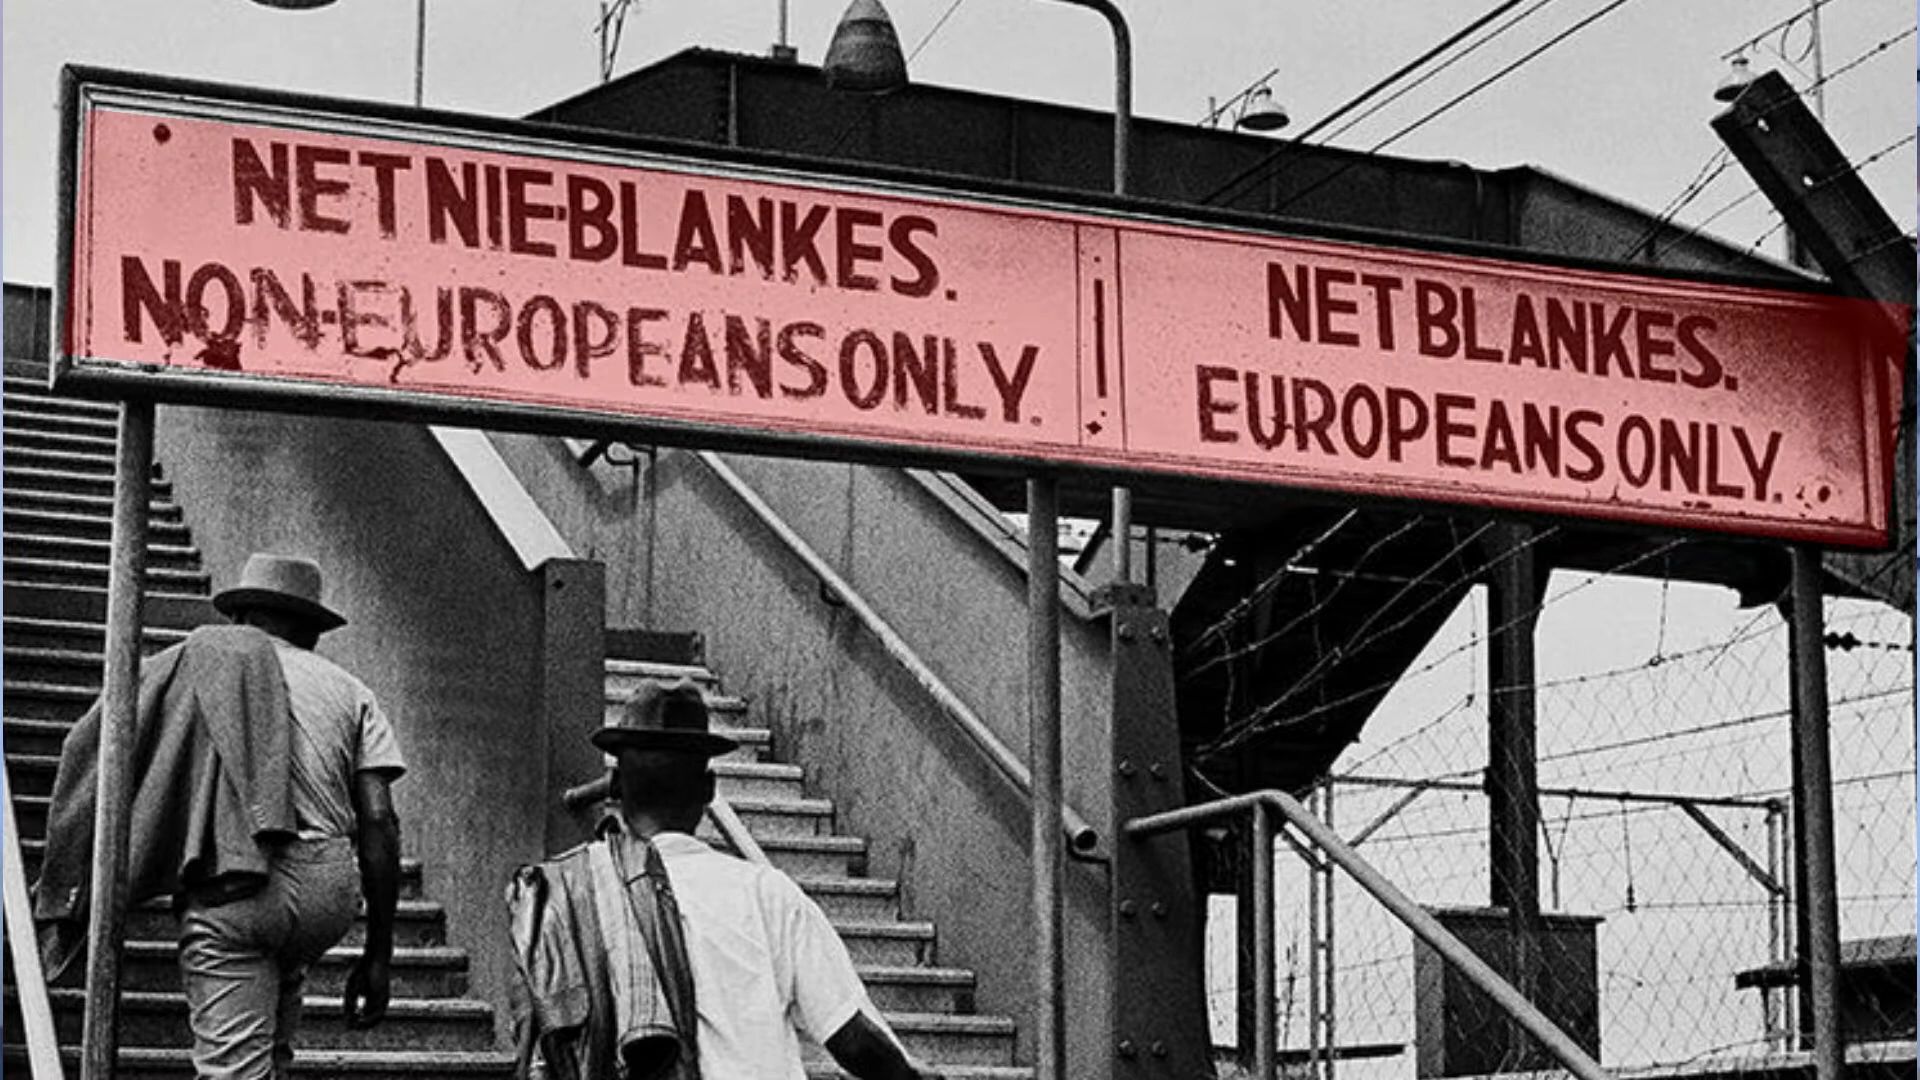 NET NIE-BLANKES.
NON-EUROPEANS ONLY.
NET BLANKES.
EUROPEANS ONLY.